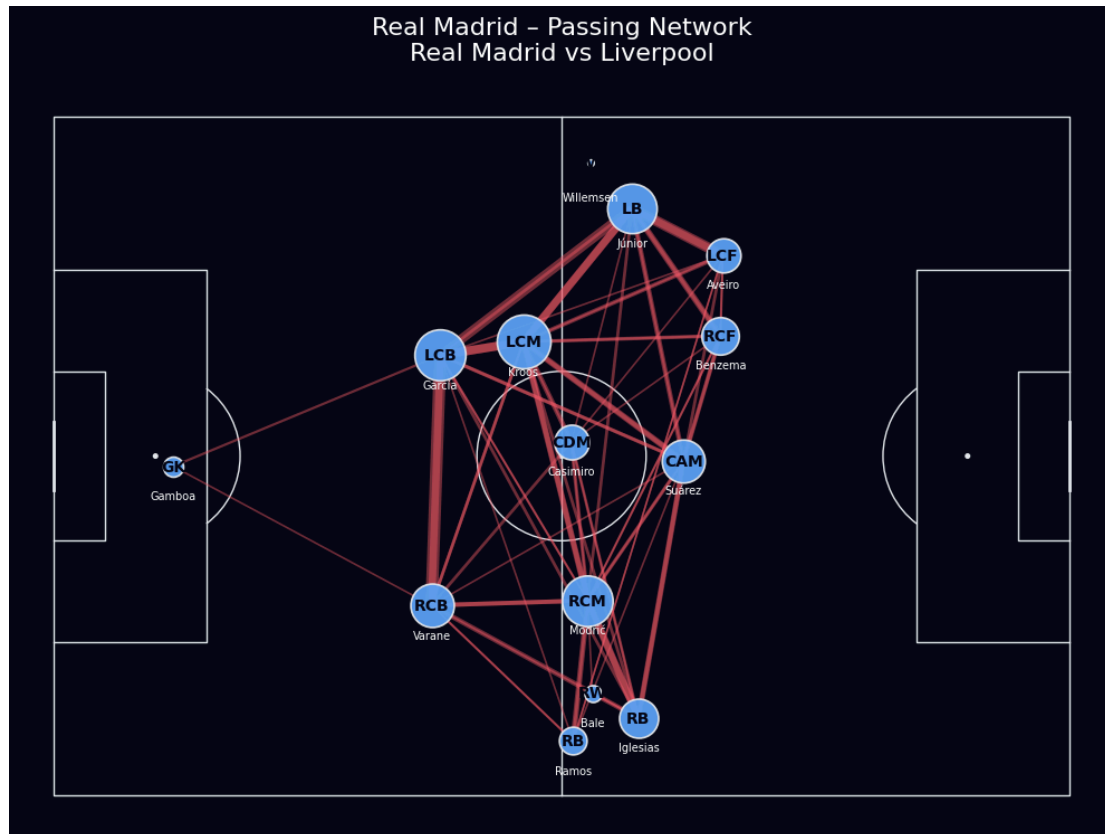 Real Madrid – Passing Network
Real Madrid vs Liverpool
Willemsen
LB
Júnior
LCF
Aveiro
RCF
Benzema
LCM
Kroos
LCB
García
CDM
Casimiro
CAM
Suárez
GK
Gamboa
RCB
Varane
RCM
Modrić
RW
Bale
RB
Iglesias
RB
Ramos